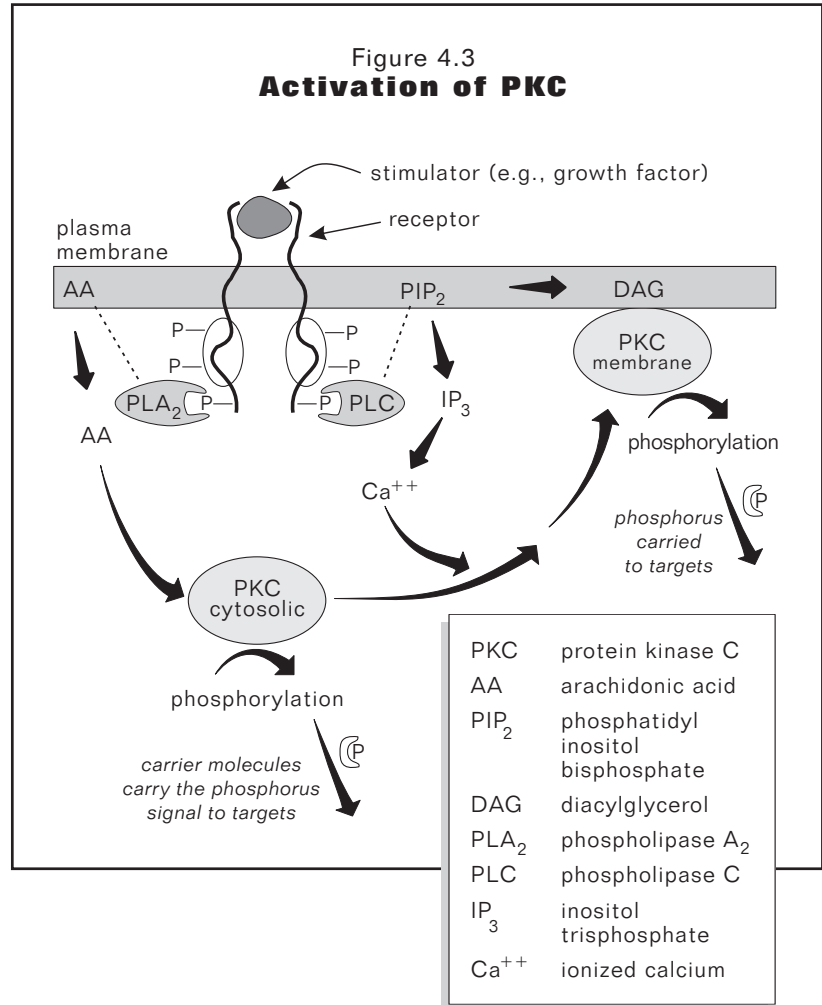 Figure 4.3
Activation of PKC
stimulator (e.g., growth factor)
receptor
plasma
membrane
AA
PIP₂
DAG
PKC
membrane
P
P
P
P
PLA₂
P
P
PLC
IP₃
AA
phosphorylation
Ca⁺⁺
P
phosphorus
carried
to targets
PKC
cytosolic
phosphorylation
P
carrier molecules
carry the phosphorus
signal to targets
PKC protein kinase C
AA arachidonic acid
PIP₂ phosphatidyl
inositol
bisphosphate
DAG diacylglycerol
PLA₂ phospholipase A₂
PLC phospholipase C
IP₃ inositol
trisphosphate
Ca⁺⁺ ionized calcium